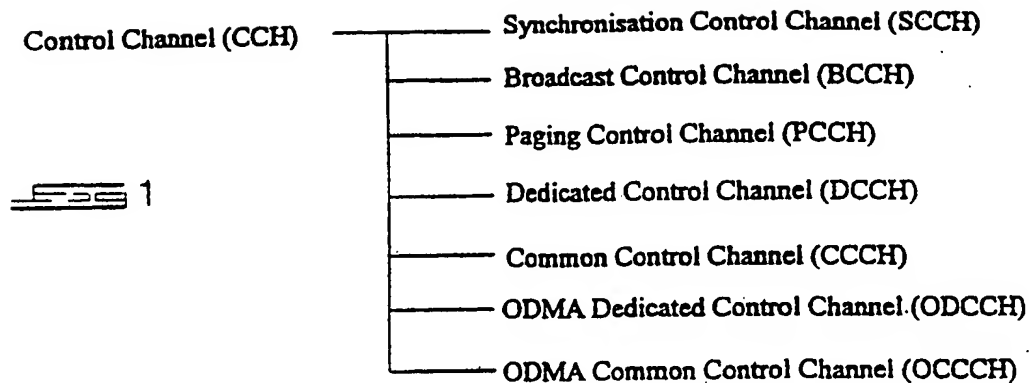 Control Channel (CCH)
Synchronisation Control Channel (SCCH)
Broadcast Control Channel (BCCH)
Paging Control Channel (PCCH)
Dedicated Control Channel (DCCH)
Common Control Channel (CCCH)
ODMA Dedicated Control Channel (ODCCH)
ODMA Common Control Channel (OCCCH)
1